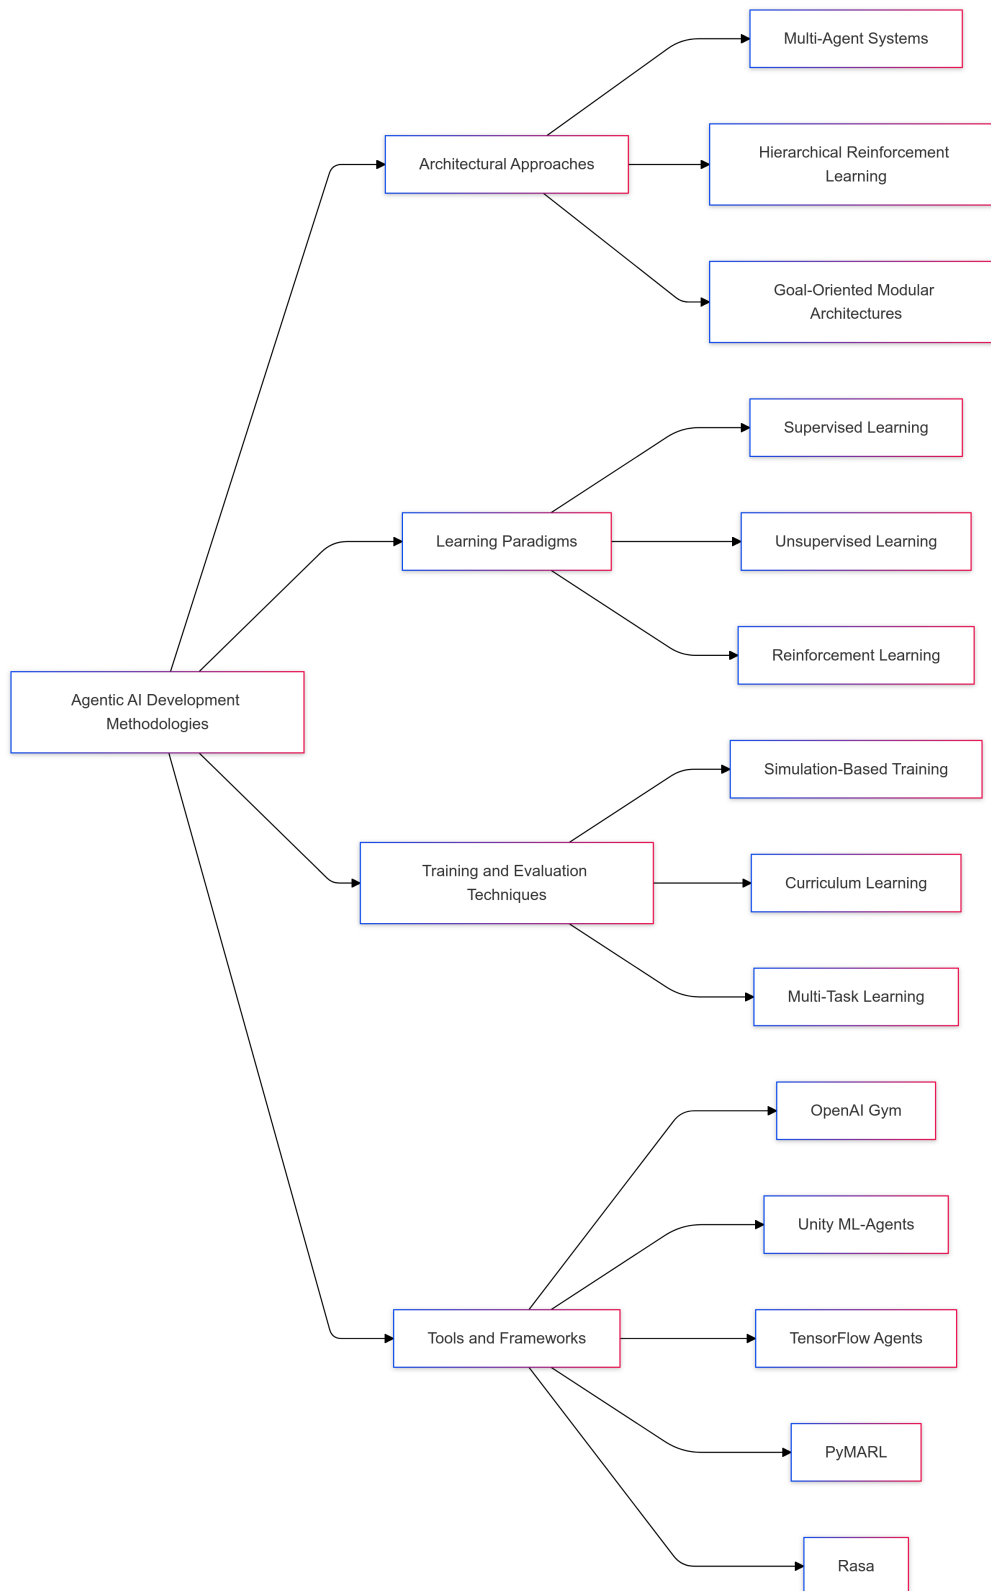 Agentic AI Development
Methodologies
Architectural Approaches
Multi-Agent Systems
Hierarchical Reinforcement
Learning
Goal-Oriented Modular
Architectures
Learning Paradigms
Supervised Learning
Unsupervised Learning
Reinforcement Learning
Training and Evaluation
Techniques
Simulation-Based Training
Curriculum Learning
Multi-Task Learning
Tools and Frameworks
OpenAI Gym
Unity ML-Agents
TensorFlow Agents
PyMARL
Rasa